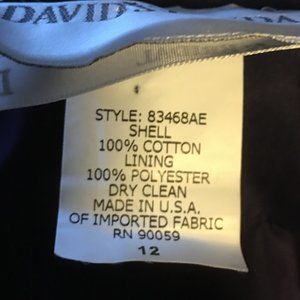 DAVID'S
STYLE: 83468AE
SHELL
100% COTTON
LINING
100% POLYESTER
DRY CLEAN
MADE IN U.S.A.
OF IMPORTED FABRIC
RN 90059
12